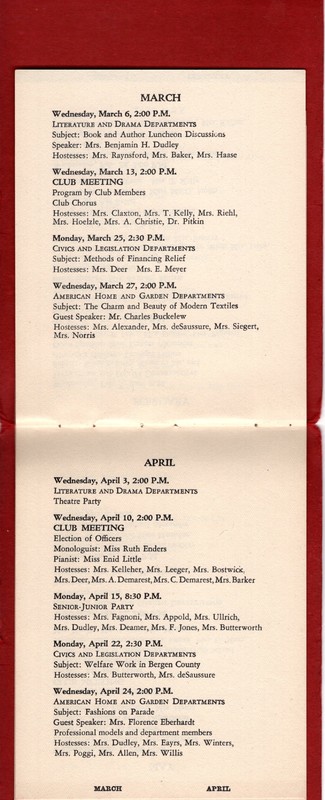 MARCH
Wednesday, March 6, 2:00 P.M.
LITERATURE AND DRAMA DEPARTMENTS
Subject: Book and Author Luncheon Discussions
Speaker: Mrs. Benjamin H. Dudley
Hostesses: Mrs. Raynsford, Mrs. Baker, Mrs. Haase
Wednesday, March 13, 2:00 P.M.
CLUB MEETING
Program by Club Members
Club Chorus
Hostesses: Mrs. Claxton, Mrs. T. Kelly, Mrs. Riehl,
Mrs. Hoelzle, Mrs. A. Christie, Dr. Pitkin
Monday, March 25, 2:30 P.M.
CIVICS AND LEGISLATION DEPARTMENTS
Subject: Methods of Financing Relief
Hostesses: Mrs. Deer Mrs. E. Meyer
Wednesday, March 27, 2:00 P.M.
AMERICAN HOME AND GARDEN DEPARTMENTS
Subject: The Charm and Beauty of Modern Textiles
Guest Speaker: Mr. Charles Buckelew
Hostesses: Mrs. Alexander, Mrs. deSaussure, Mrs. Siegert,
Mrs. Norris
APRIL
Wednesday, April 3, 2:00 P.M.
LITERATURE AND DRAMA DEPARTMENTS
Theatre Party
Wednesday, April 10, 2:00 P.M.
CLUB MEETING
Election of Officers
Monologuist: Miss Ruth Enders
Pianist: Miss Enid Little
Hostesses: Mrs. Kelleher, Mrs. Leeger, Mrs. Bostwick,
Mrs. Deer, Mrs. A. Demarest, Mrs. C. Demarest, Mrs. Barker
Monday, April 15, 8:30 P.M.
SENIOR-JUNIOR PARTY
Hostesses: Mrs. Fagnoni, Mrs. Appold, Mrs. Ullrich,
Mrs. Dudley, Mrs. Deamer, Mrs. F. Jones, Mrs. Butterworth
Monday, April 22, 2:30 P.M.
CIVICS AND LEGISLATION DEPARTMENTS
Subject: Welfare Work in Bergen County
Hostesses: Mrs. Butterworth, Mrs. deSaussure
Wednesday, April 24, 2:00 P.M.
AMERICAN HOME AND GARDEN DEPARTMENTS
Subject: Fashions on Parade
Guest Speaker: Mrs. Florence Eberhardt
Professional models and department members
Hostesses: Mrs. Dudley, Mrs. Eayrs, Mrs. Winters,
Mrs. Poggi, Mrs. Allen, Mrs. Willis
MARCH APRIL